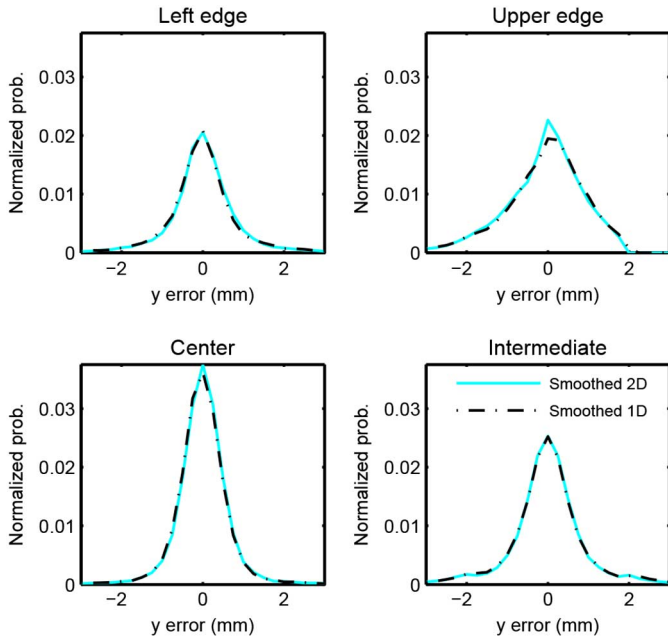 Left edge
Upper edge
Normalized prob.
0.03
0.02
0.01
0
−2
0
2
y error (mm)
Normalized prob.
0.03
0.02
0.01
0
−2
0
2
y error (mm)
Center
Intermediate
Normalized prob.
0.03
0.02
0.01
0
−2
0
2
y error (mm)
Normalized prob.
0.03
0.02
0.01
0
−2
0
2
y error (mm)
Smoothed 2D
Smoothed 1D